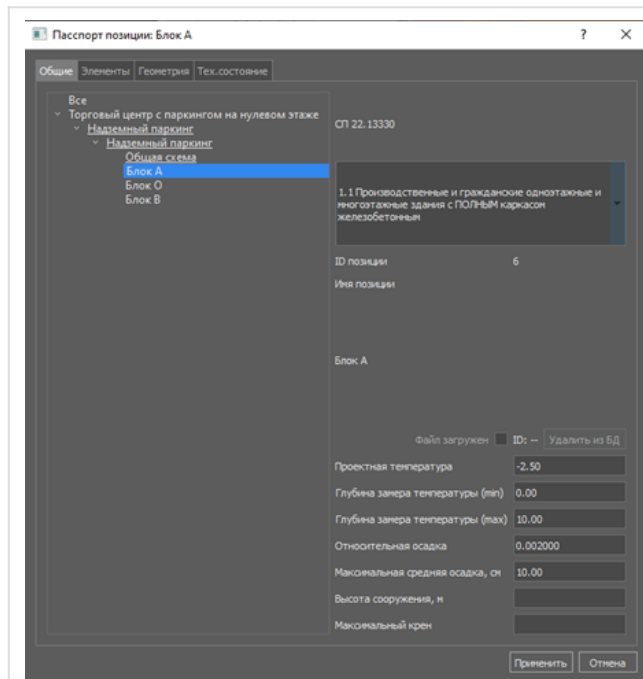 Пасспорт позиции: Блок А
?
Общие Элементы Геометрия Тех.состояние
Все
Торговый центр с паркингом на нулевом этаже
Надземный паркинг
Надземный паркинг
Общая схема
Блок А
Блок О
Блок В
СП 22.13330
1.1 Производственные и гражданские одноэтажные и
многоэтажные здания с ПОЛНЫМ каркасом
железобетонным
ID позиции 6
Имя позиции
Блок А
Файл загружен ID: -- Удалить из БД
Проектная температура -2.50
Глубина замера температуры (min) 0.00
Глубина замера температуры (max) 10.00
Относительная осадка 0.002000
Максимальная средняя осадка, см 10.00
Высота сооружения, м
Максимальный крен
Применить Отмена